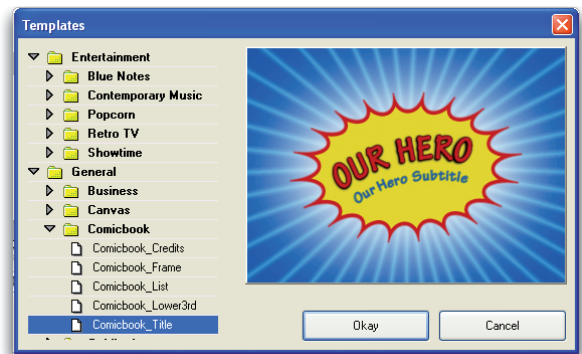 Templates
Entertainment
Blue Notes
Contemporary Music
Popcorn
Retro TV
Showtime
General
Business
Canvas
Comicbook
Comicbook_Credits
Comicbook_Frame
Comicbook_List
Comicbook_Lower3rd
Comicbook_Title
OUR HERO
Our Hero Subtitle
Okay
Cancel